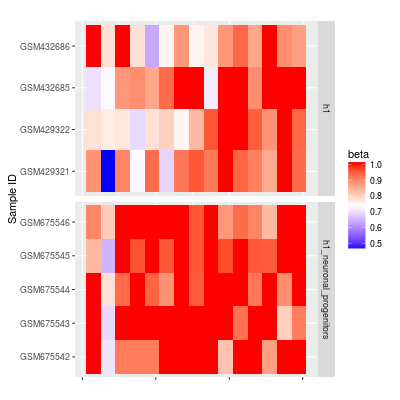 GSM432686
GSM432685
GSM429322
GSM429321
h1
GSM675546
GSM675545
GSM675544
GSM675543
GSM675542
h1_neuronal_progenitors
Sample ID
beta
1.0
0.9
0.8
0.7
0.6
0.5